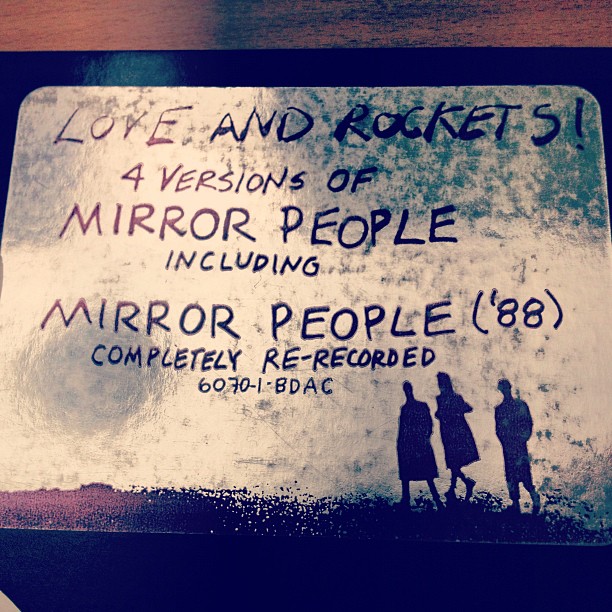 LOVE AND ROCKETS!
4 VERSIONS OF
MIRROR PEOPLE
INCLUDING
MIRROR PEOPLE ('88)
COMPLETELY RE-RECORDED
6070-1-BDAC